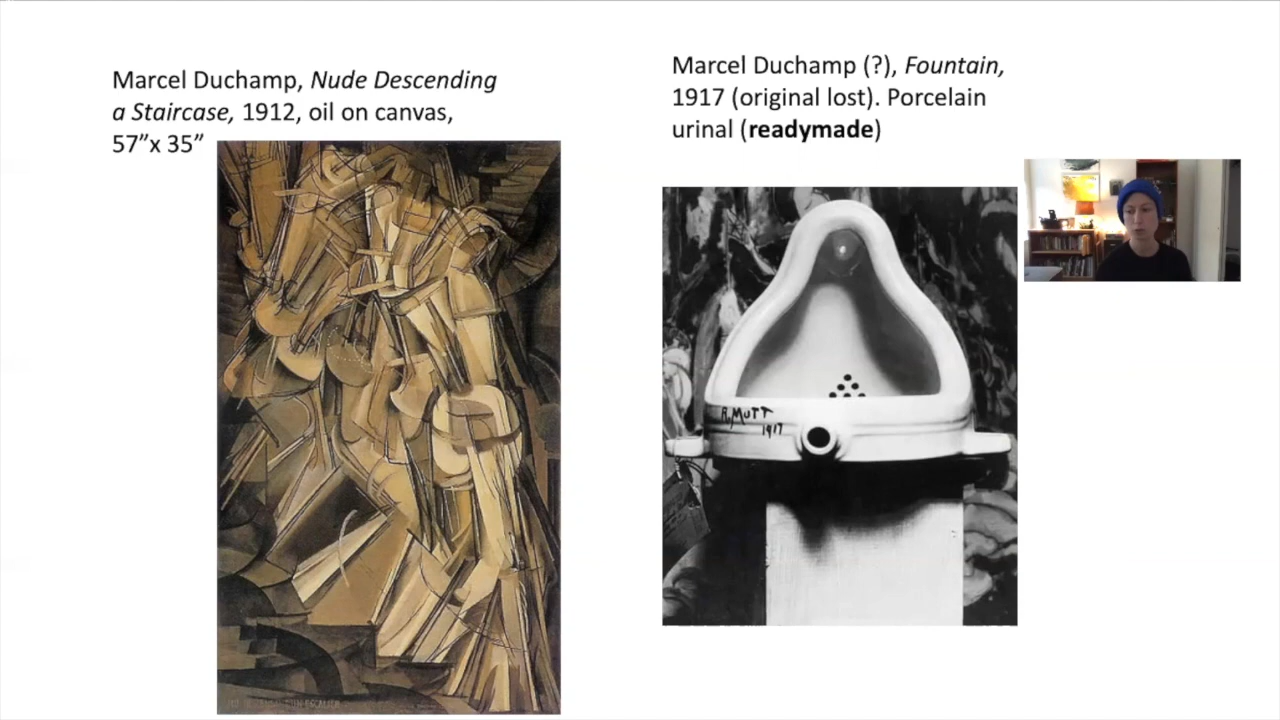 Marcel Duchamp, Nude Descending
a Staircase, 1912, oil on canvas,
57”x 35”
Marcel Duchamp (?), Fountain,
1917 (original lost). Porcelain
urinal (readymade)
R.MUTT
1917